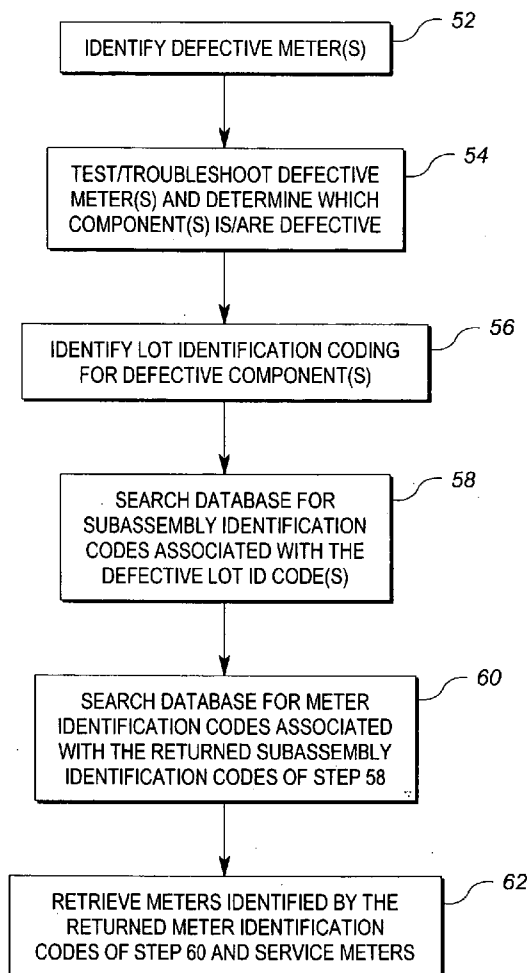 52
IDENTIFY DEFECTIVE METER(S)
54
TEST/TROUBLESHOOT DEFECTIVE
METER(S) AND DETERMINE WHICH
COMPONENT(S) IS/ARE DEFECTIVE
56
IDENTIFY LOT IDENTIFICATION CODING
FOR DEFECTIVE COMPONENT(S)
58
SEARCH DATABASE FOR
SUBASSEMBLY IDENTIFICATION
CODES ASSOCIATED WITH THE
DEFECTIVE LOT ID CODE(S)
60
SEARCH DATABASE FOR METER
IDENTIFICATION CODES ASSOCIATED
WITH THE RETURNED SUBASSEMBLY
IDENTIFICATION CODES OF STEP 58
62
RETRIEVE METERS IDENTIFIED BY THE
RETURNED METER IDENTIFICATION
CODES OF STEP 60 AND SERVICE METERS